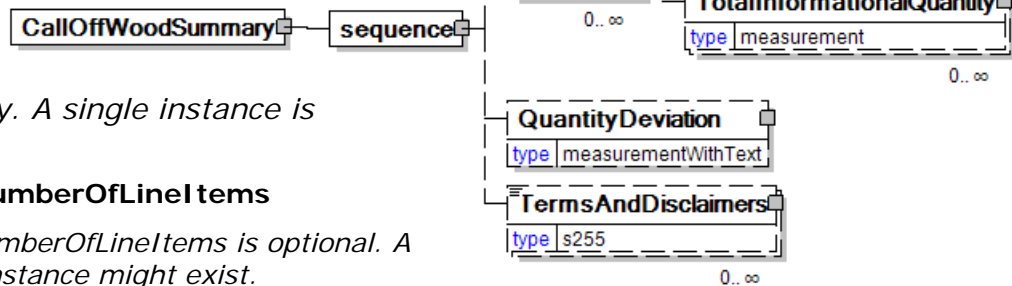 TotalInformationalQuantity
0.. ∞
CallOffWoodSummary
sequence
type measurement
0.. ∞
y. A single instance is
QuantityDeviation
type measurementWithText
umberOfLineItems
TermsAndDisclaimers
mberOfLineItems is optional. A
type s255
nstance might exist.
0.. ∞